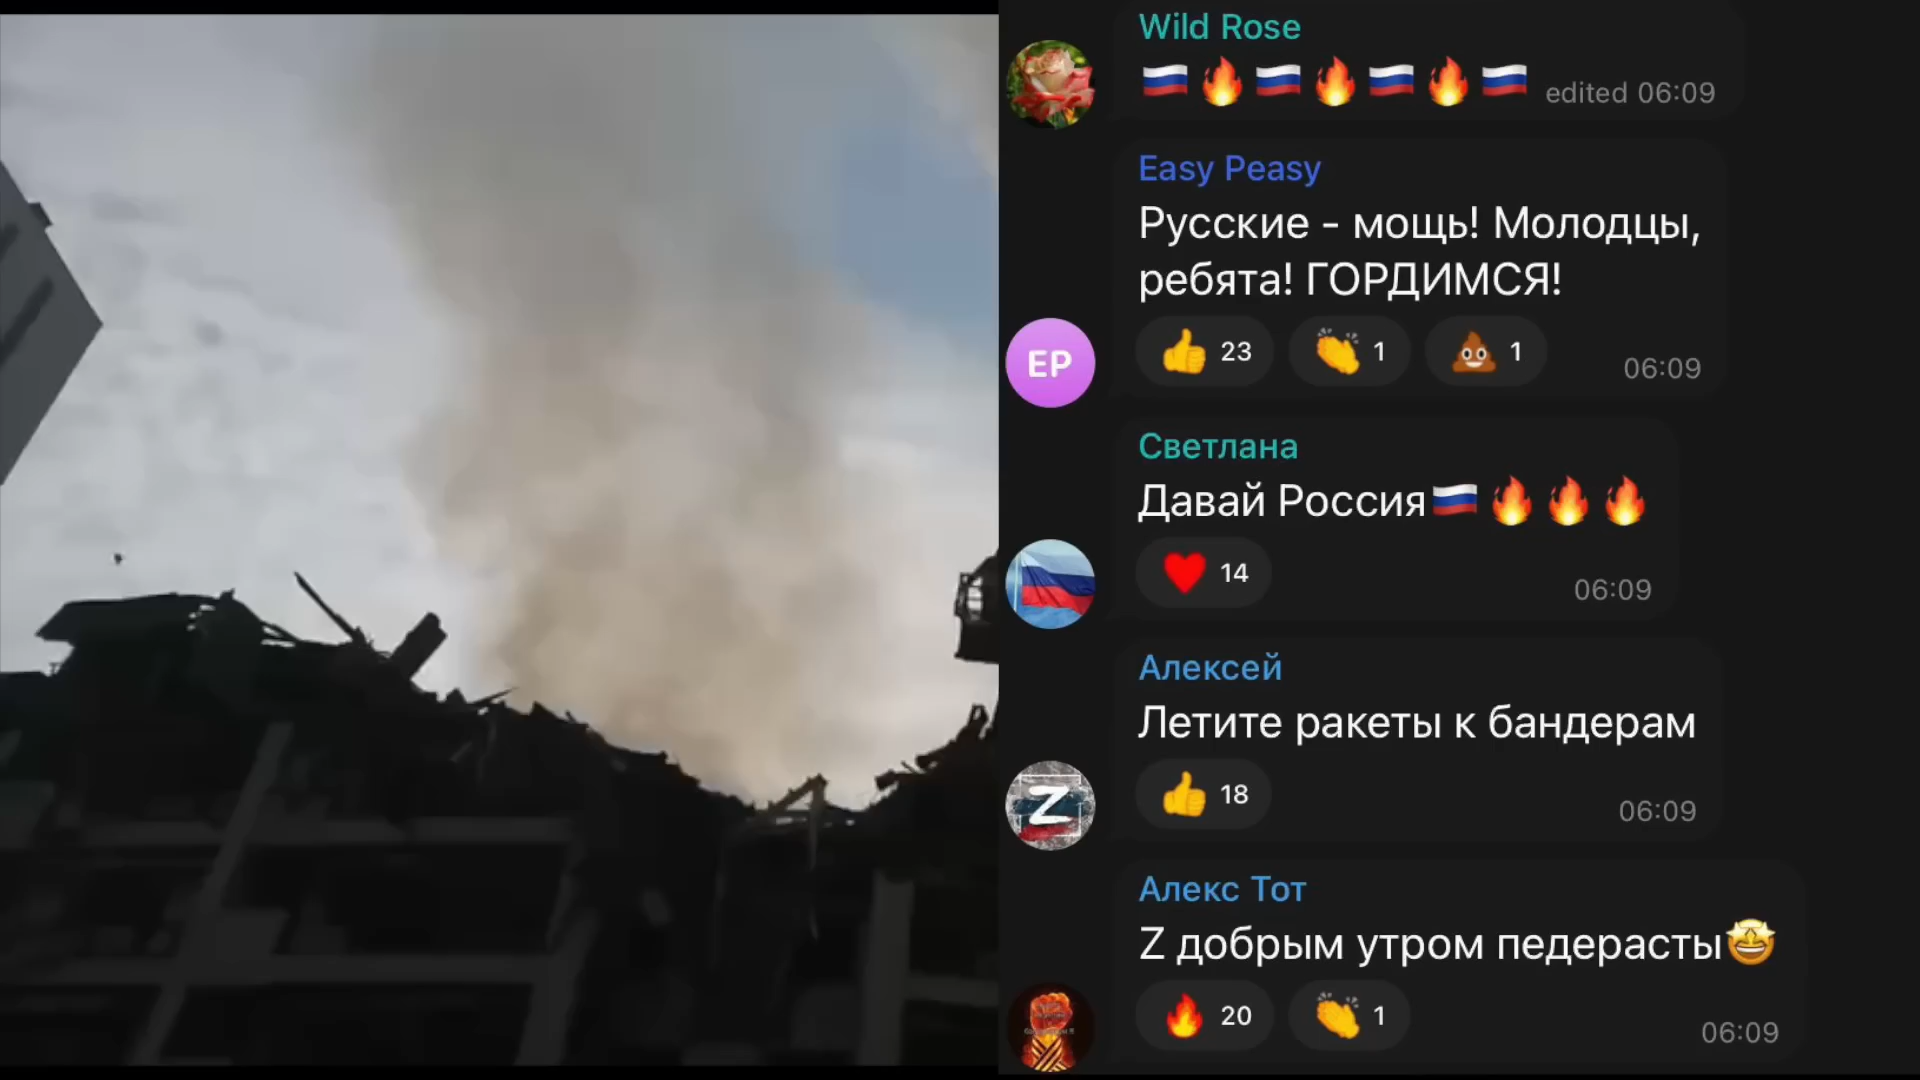 Wild Rose
🇷🇺🔥🇷🇺🔥🇷🇺🔥🇷🇺 edited 06:09
Easy Peasy
Русские - мощь! Молодцы,
ребята! ГОРДИМСЯ!
EP
👍 23 👏 1 💩 1 06:09
Светлана
Давай Россия🇷🇺🔥🔥🔥
❤️ 14 06:09
Алексей
Летите ракеты к бандерам
Z
👍 18 06:09
Алекс Тот
Z добрым утром педерасты🤩
🔥 20 👏 1 06:09